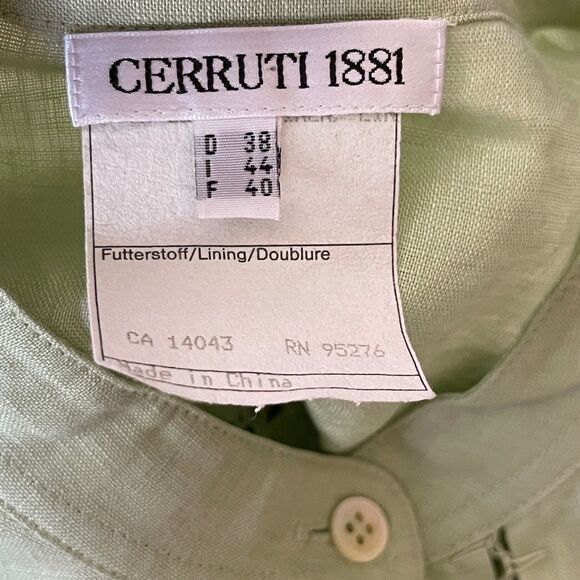 CERRUTI 1881
D 38
I 44
F 40
Futterstoff/Lining/Doublure
CA 14043 RN 95276
Made in China